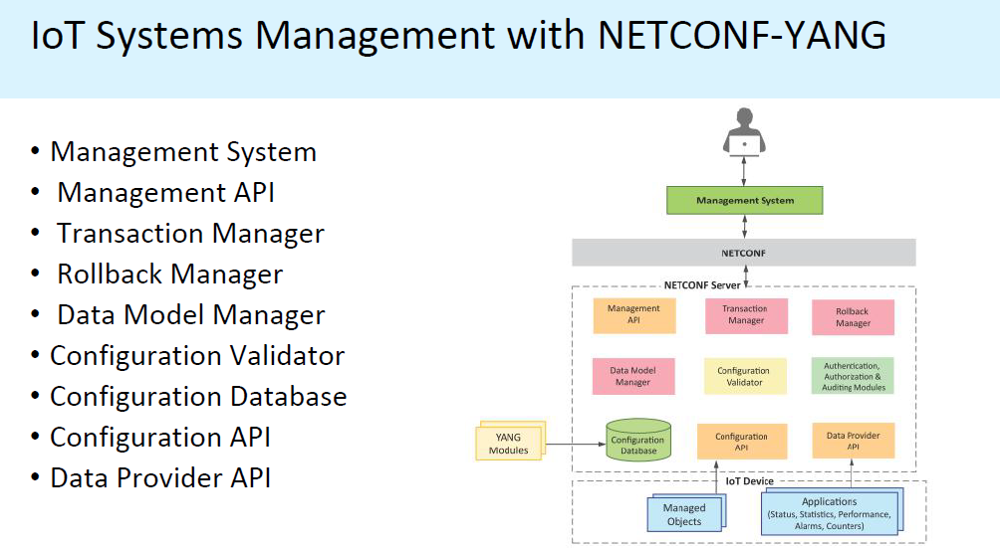 IoT Systems Management with NETCONF-YANG
• Management System
• Management API
• Transaction Manager
• Rollback Manager
• Data Model Manager
• Configuration Validator
• Configuration Database
• Configuration API
• Data Provider API
Management System
NETCONF
NETCONF Server
Management
API
Transaction
Manager
Rollback
Manager
Data Model
Manager
Configuration
Validator
Authentication,
Authorization &
Auditing Modules
YANG
Modules
Configuration
Database
Configuration
API
Data Provider
API
IoT Device
Managed
Objects
Applications
(Status, Statistics, Performance,
Alarms, Counters)